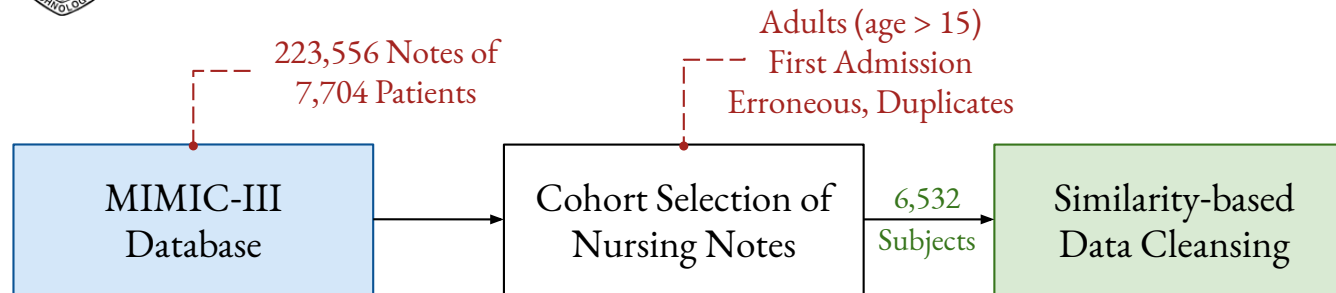 223,556 Notes of
7,704 Patients
Adults (age > 15)
First Admission
Erroneous, Duplicates
MIMIC-III
Database
Cohort Selection of
Nursing Notes
6,532
Subjects
Similarity-based
Data Cleansing